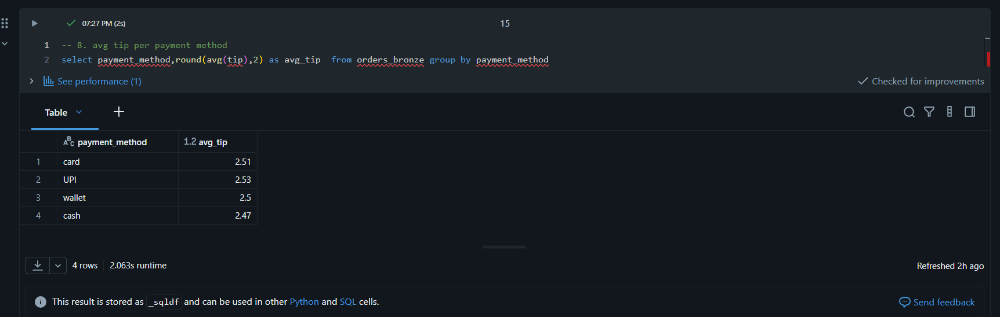 07:27 PM (2s)
15
1 -- 8. avg tip per payment method
2 select payment_method,round(avg(tip),2) as avg_tip  from orders_bronze group by payment_method
See performance (1)
Checked for improvements
Table
ABC payment_method 1.2 avg_tip
1 card 2.51
2 UPI 2.53
3 wallet 2.5
4 cash 2.47
4 rows 2.063s runtime
Refreshed 2h ago
This result is stored as _sqldf and can be used in other Python and SQL cells.
Send feedback